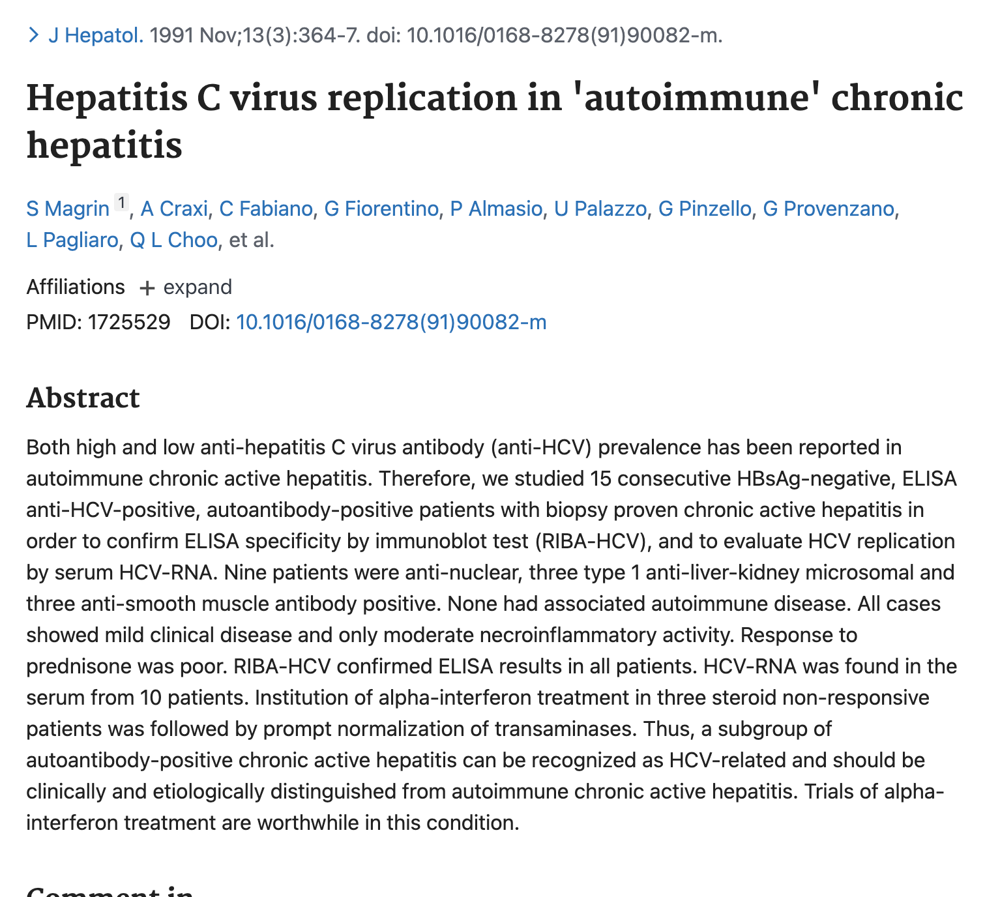 > J Hepatol. 1991 Nov;13(3):364-7. doi: 10.1016/0168-8278(91)90082-m.
Hepatitis C virus replication in 'autoimmune' chronic
hepatitis
S Magrin 1, A Craxi, C Fabiano, G Fiorentino, P Almasio, U Palazzo, G Pinzello, G Provenzano,
L Pagliaro, Q L Choo, et al.
Affiliations + expand
PMID: 1725529 DOI: 10.1016/0168-8278(91)90082-m
Abstract
Both high and low anti-hepatitis C virus antibody (anti-HCV) prevalence has been reported in
autoimmune chronic active hepatitis. Therefore, we studied 15 consecutive HBsAg-negative, ELISA
anti-HCV-positive, autoantibody-positive patients with biopsy proven chronic active hepatitis in
order to confirm ELISA specificity by immunoblot test (RIBA-HCV), and to evaluate HCV replication
by serum HCV-RNA. Nine patients were anti-nuclear, three type 1 anti-liver-kidney microsomal and
three anti-smooth muscle antibody positive. None had associated autoimmune disease. All cases
showed mild clinical disease and only moderate necroinflammatory activity. Response to
prednisone was poor. RIBA-HCV confirmed ELISA results in all patients. HCV-RNA was found in the
serum from 10 patients. Institution of alpha-interferon treatment in three steroid non-responsive
patients was followed by prompt normalization of transaminases. Thus, a subgroup of
autoantibody-positive chronic active hepatitis can be recognized as HCV-related and should be
clinically and etiologically distinguished from autoimmune chronic active hepatitis. Trials of alpha-
interferon treatment are worthwhile in this condition.
Comment in